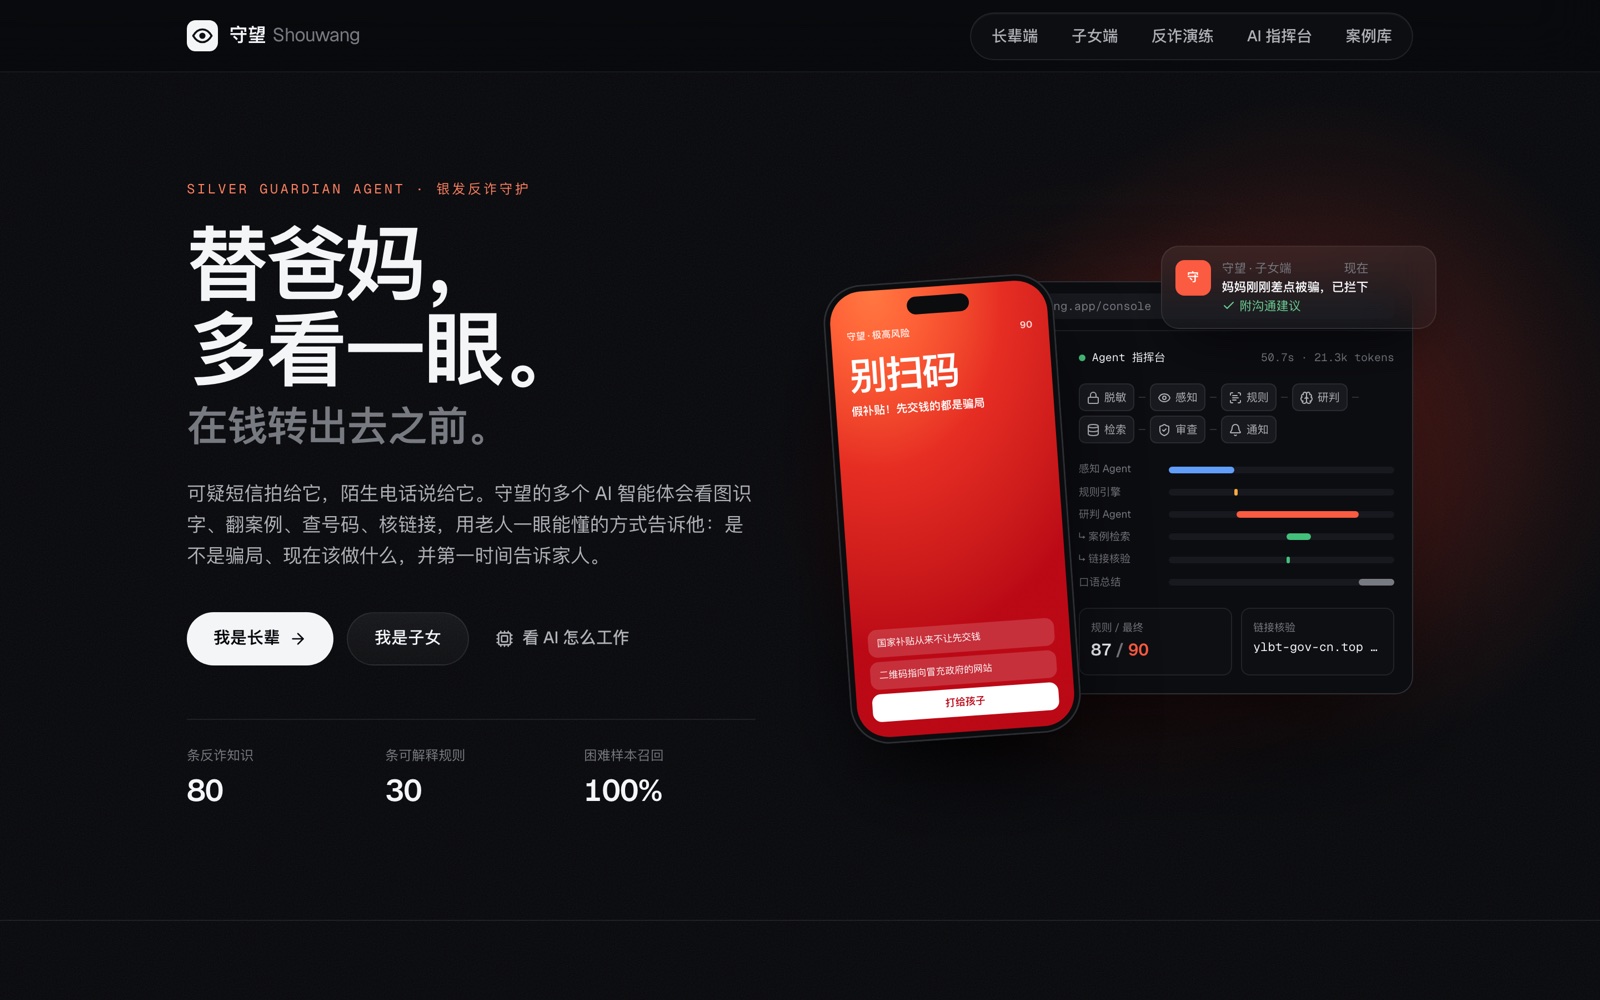 守望 Shouwang
长辈端 子女端 反诈演练 AI 指挥台 案例库
SILVER GUARDIAN AGENT · 银发反诈守护
替爸妈，
多看一眼。
在钱转出去之前。
可疑短信拍给它，陌生电话说给它。守望的多个 AI 智能体会看图识
字、翻案例、查号码、核链接，用老人一眼能懂的方式告诉他：是
不是骗局、现在该做什么，并第一时间告诉家人。
我是长辈 →
我是子女
看 AI 怎么工作
条反诈知识
80
条可解释规则
30
困难样本召回
100%
守望 · 极高风险
90
别扫码
假补贴！先交钱的都是骗局
国家补贴从来不让先交钱
二维码指向冒充政府的网站
打给孩子
守
守望 · 子女端 现在
妈妈刚刚差点被骗，已拦下
✓ 附沟通建议
ng.app/console
Agent 指挥台
50.7s · 21.3k tokens
脱敏 感知 规则 研判
检索 审查 通知
感知 Agent
规则引擎
研判 Agent
↳ 案例检索
↳ 链接核验
口语总结
规则 / 最终
87 / 90
链接核验
ylbt-gov-cn.top …